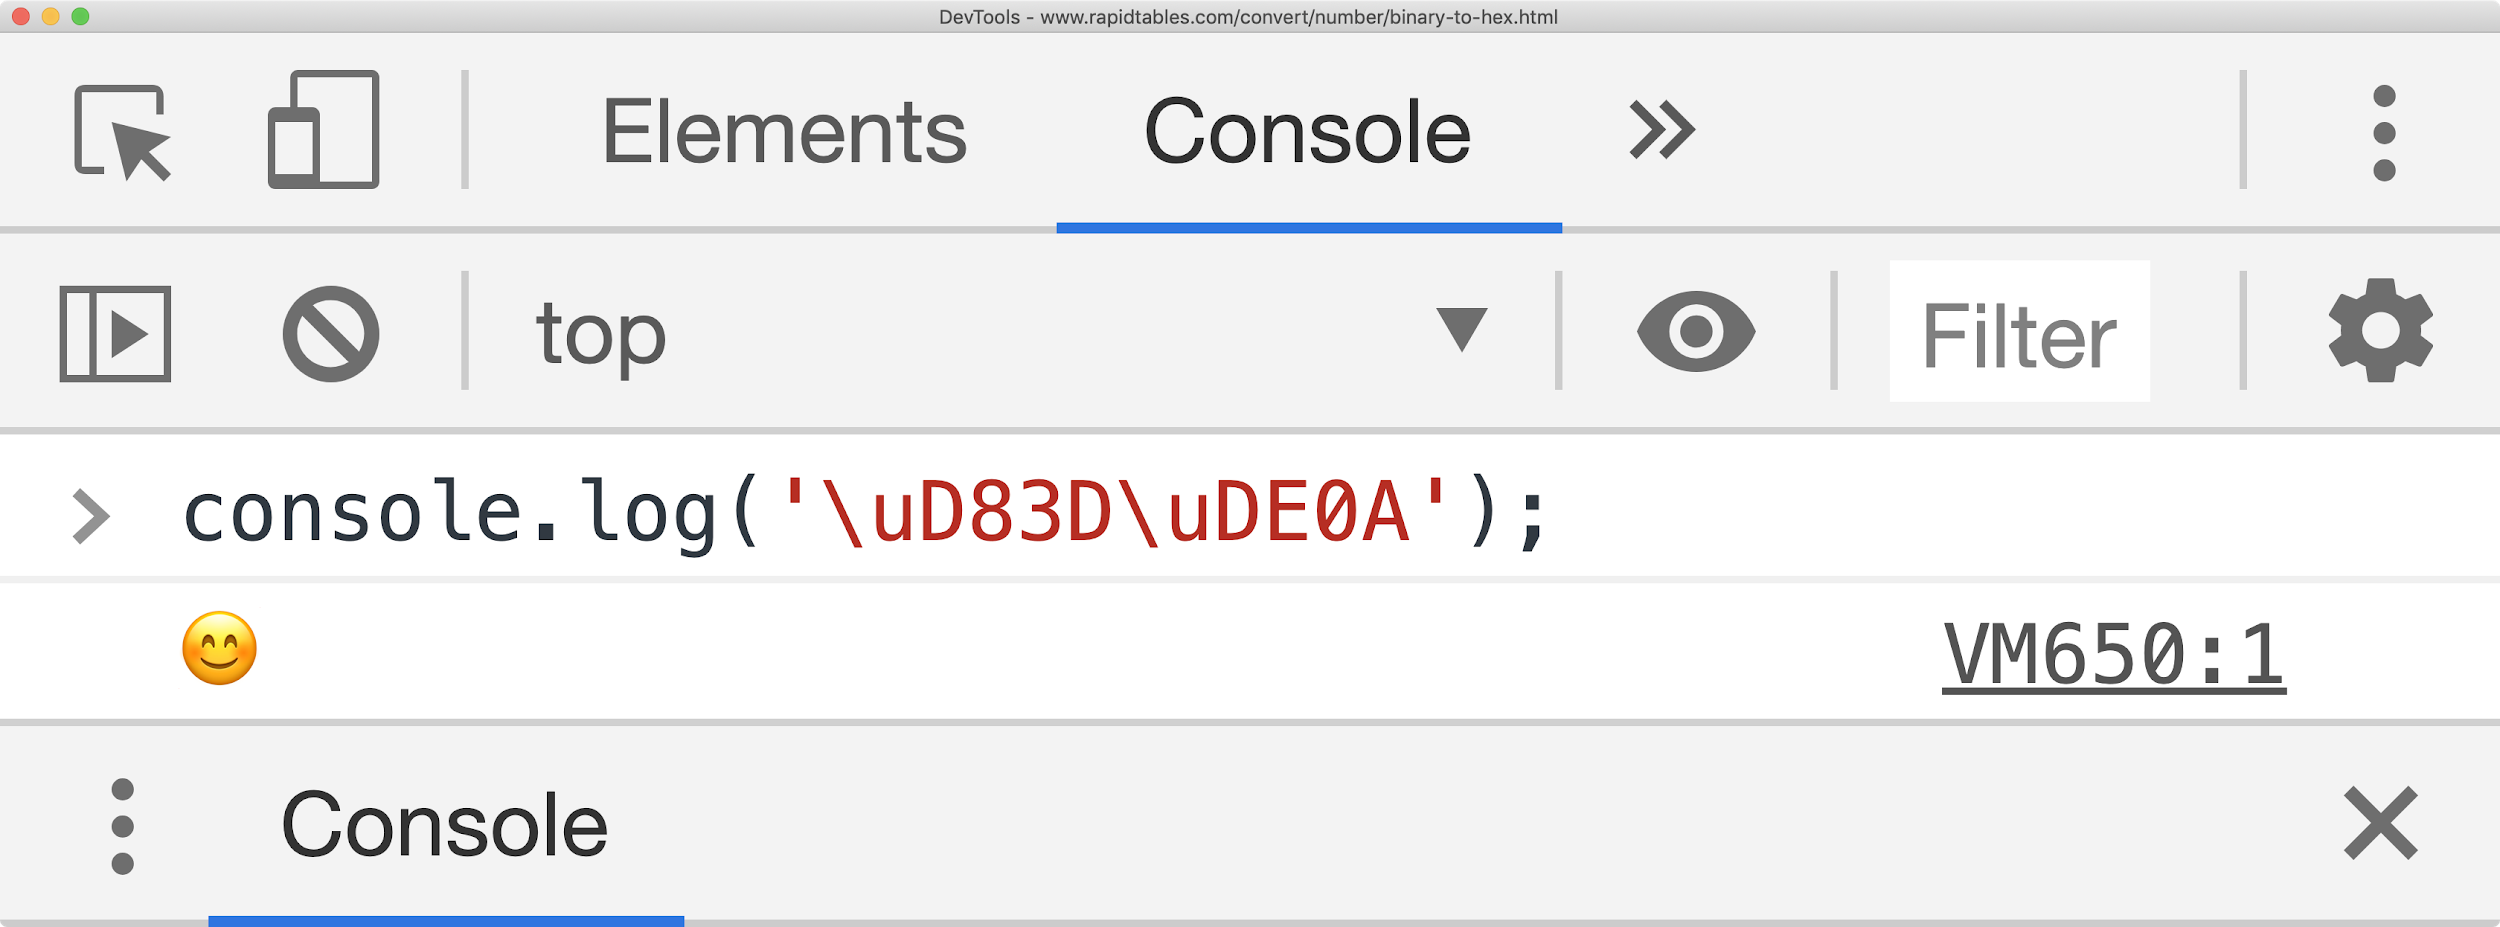 DevTools - www.rapidtables.com/convert/number/binary-to-hex.html
Elements Console
top Filter
console.log('\uD83D\uDE0A');
😊 VM650:1
Console